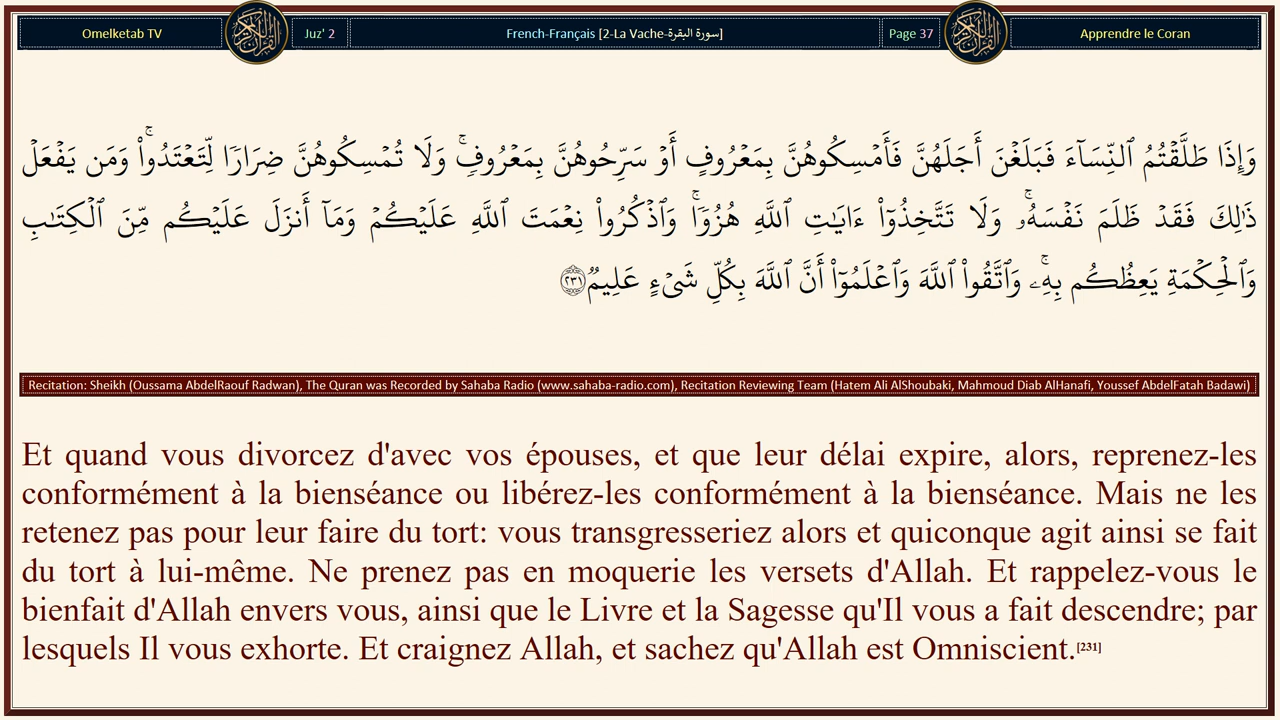 Omelketab TV
Juz' 2
French-Français [2-La Vache-سورة البقرة]
Page 37
Apprendre le Coran
وَإِذَا طَلَّقْتُمُ ٱلنِّسَآءَ فَبَلَغْنَ أَجَلَهُنَّ فَأَمْسِكُوهُنَّ بِمَعْرُوفٍ أَوْ سَرِّحُوهُنَّ بِمَعْرُوفٍۚ وَلَا تُمْسِكُوهُنَّ ضِرَارًا لِّتَعْتَدُوا۟ۚ وَمَن يَفْعَلْ
ذَٰلِكَ فَقَدْ ظَلَمَ نَفْسَهُۥۚ وَلَا تَتَّخِذُوٓا۟ ءَايَٰتِ ٱللَّهِ هُزُوًاۚ وَٱذْكُرُوا۟ نِعْمَتَ ٱللَّهِ عَلَيْكُمْ وَمَآ أَنزَلَ عَلَيْكُم مِّنَ ٱلْكِتَٰبِ
وَٱلْحِكْمَةِ يَعِظُكُم بِهِۦۚ وَٱتَّقُوا۟ ٱللَّهَ وَٱعْلَمُوٓا۟ أَنَّ ٱللَّهَ بِكُلِّ شَىْءٍ عَلِيمٌ ٢٣١
Recitation: Sheikh (Oussama AbdelRaouf Radwan), The Quran was Recorded by Sahaba Radio (www.sahaba-radio.com), Recitation Reviewing Team (Hatem Ali AlShoubaki, Mahmoud Diab AlHanafi, Youssef AbdelFatah Badawi)
Et quand vous divorcez d'avec vos épouses, et que leur délai expire, alors, reprenez-les
conformément à la bienséance ou libérez-les conformément à la bienséance. Mais ne les
retenez pas pour leur faire du tort: vous transgresseriez alors et quiconque agit ainsi se fait
du tort à lui-même. Ne prenez pas en moquerie les versets d'Allah. Et rappelez-vous le
bienfait d'Allah envers vous, ainsi que le Livre et la Sagesse qu'Il vous a fait descendre; par
lesquels Il vous exhorte. Et craignez Allah, et sachez qu'Allah est Omniscient.[231]